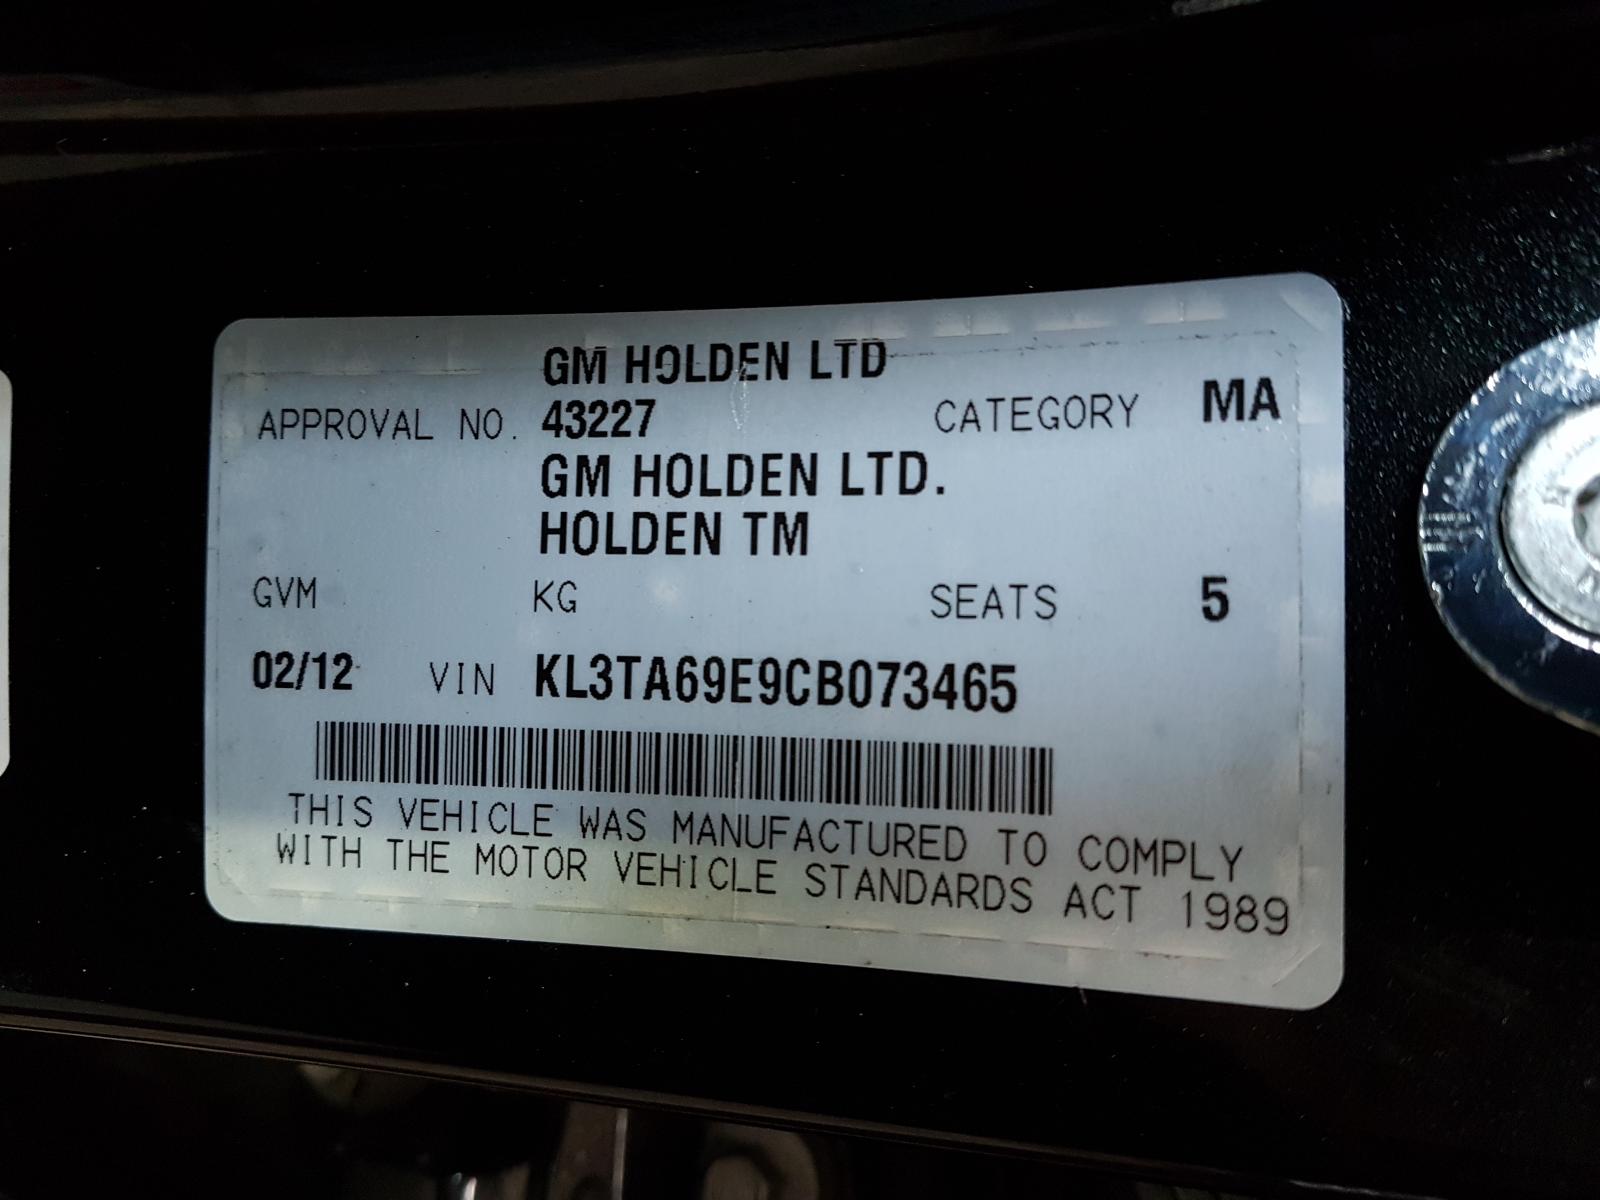 GM HOLDEN LTD
APPROVAL NO. 43227 CATEGORY MA
GM HOLDEN LTD.
HOLDEN TM
GVM KG SEATS 5
02/12 VIN KL3TA69E9CB073465
THIS VEHICLE WAS MANUFACTURED TO COMPLY
WITH THE MOTOR VEHICLE STANDARDS ACT 1989